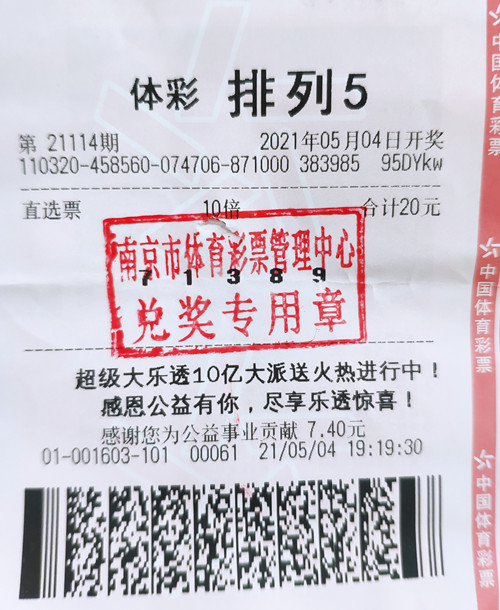 体彩 排列5
第 21114期 2021年05月04日开奖
110320-458560-074706-871000 383985 95DYkw
直选票 10倍 合计20元
南京市体育彩票管理中心
7 1 3 8 9
兑奖专用章
超级大乐透10亿大派送火热进行中！
感恩公益有你，尽享乐透惊喜！
感谢您为公益事业贡献 7.40元
01-001603-101 00061 21/05/04 19:19:30
中国体育彩票
中国体育彩票
中国体育彩票